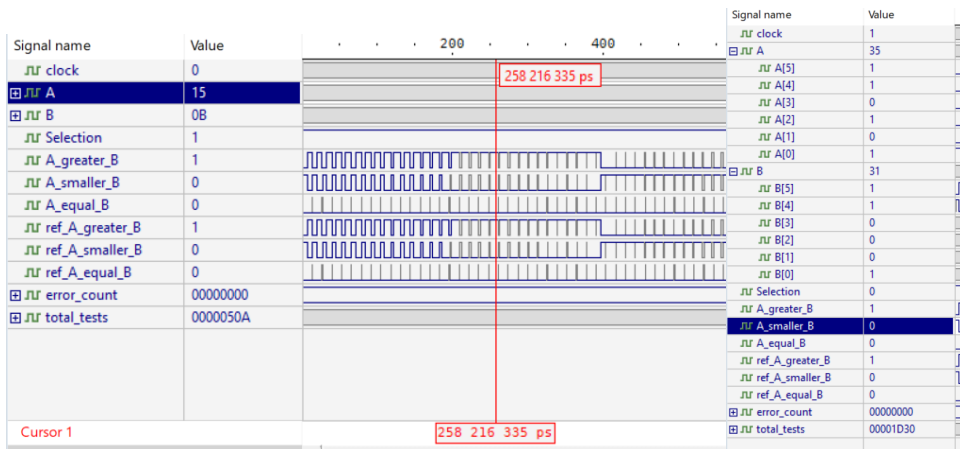 Signal name Value 200 400
clock 0
258 216 335 ps
A 15
B 0B
Selection 1
A_greater_B 1
A_smaller_B 0
A_equal_B 0
ref_A_greater_B 1
ref_A_smaller_B 0
ref_A_equal_B 0
error_count 00000000
total_tests 0000050A
Cursor 1 258 216 335 ps
Signal name Value
clock 1
A 35
A[5] 1
A[4] 1
A[3] 0
A[2] 1
A[1] 0
A[0] 1
B 31
B[5] 1
B[4] 1
B[3] 0
B[2] 0
B[1] 0
B[0] 1
Selection 0
A_greater_B 1
A_smaller_B 0
A_equal_B 0
ref_A_greater_B 1
ref_A_smaller_B 0
ref_A_equal_B 0
error_count 00000000
total_tests 00001D30